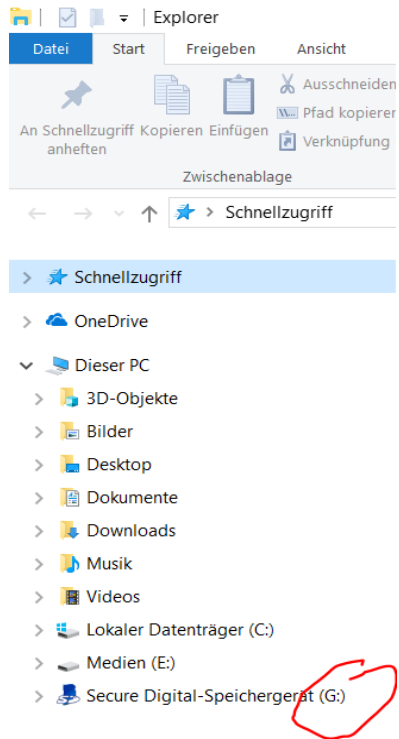 Explorer
Datei Start Freigeben Ansicht
An Schnellzugriff anheften
Kopieren
Einfügen
Ausschneiden
Pfad kopieren
Verknüpfung
Zwischenablage
Schnellzugriff
Schnellzugriff
OneDrive
Dieser PC
3D-Objekte
Bilder
Desktop
Dokumente
Downloads
Musik
Videos
Lokaler Datenträger (C:)
Medien (E:)
Secure Digital-Speichergerät (G:)